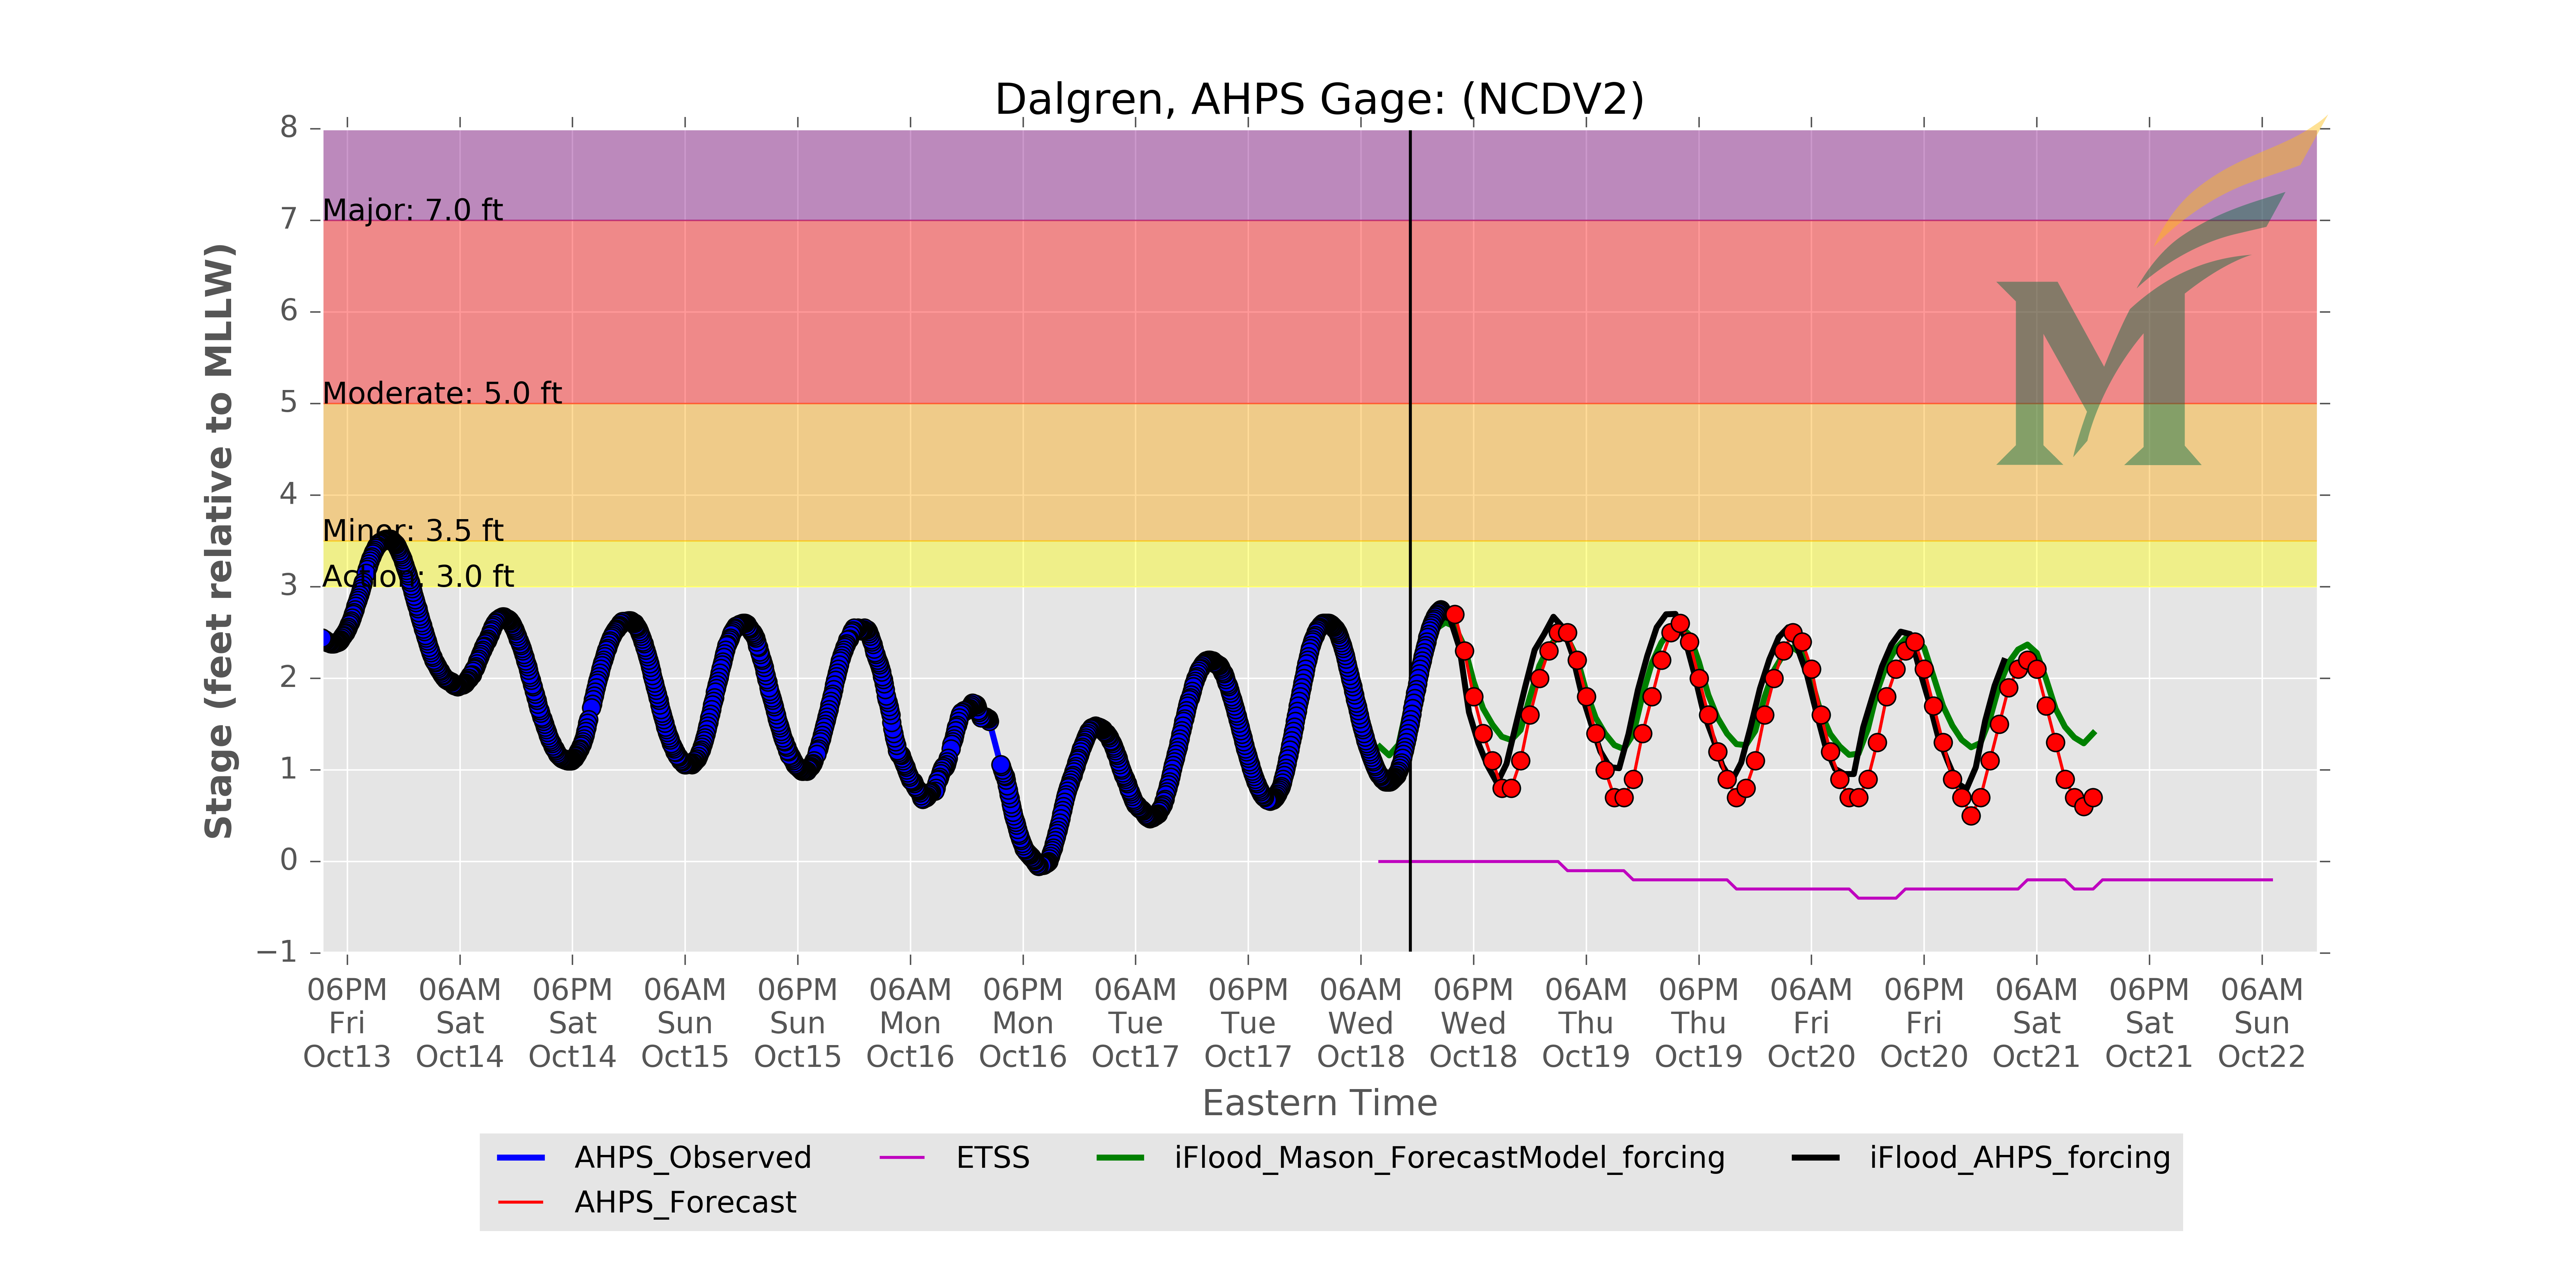 Dalgren, AHPS Gage: (NCDV2)
8
7
6
5
4
3
2
1
0
−1
Stage (feet relative to MLLW)
Major: 7.0 ft
Moderate: 5.0 ft
Minor: 3.5 ft
Action: 3.0 ft
M
06PM 06AM 06PM 06AM 06PM 06AM 06PM 06AM 06PM 06AM 06PM 06AM 06PM 06AM 06PM 06AM 06PM 06AM
Fri Sat Sat Sun Sun Mon Mon Tue Tue Wed Wed Thu Thu Fri Fri Sat Sat Sun
Oct13 Oct14 Oct14 Oct15 Oct15 Oct16 Oct16 Oct17 Oct17 Oct18 Oct18 Oct19 Oct19 Oct20 Oct20 Oct21 Oct21 Oct22
Eastern Time
AHPS_Observed ETSS iFlood_Mason_ForecastModel_forcing iFlood_AHPS_forcing
AHPS_Forecast